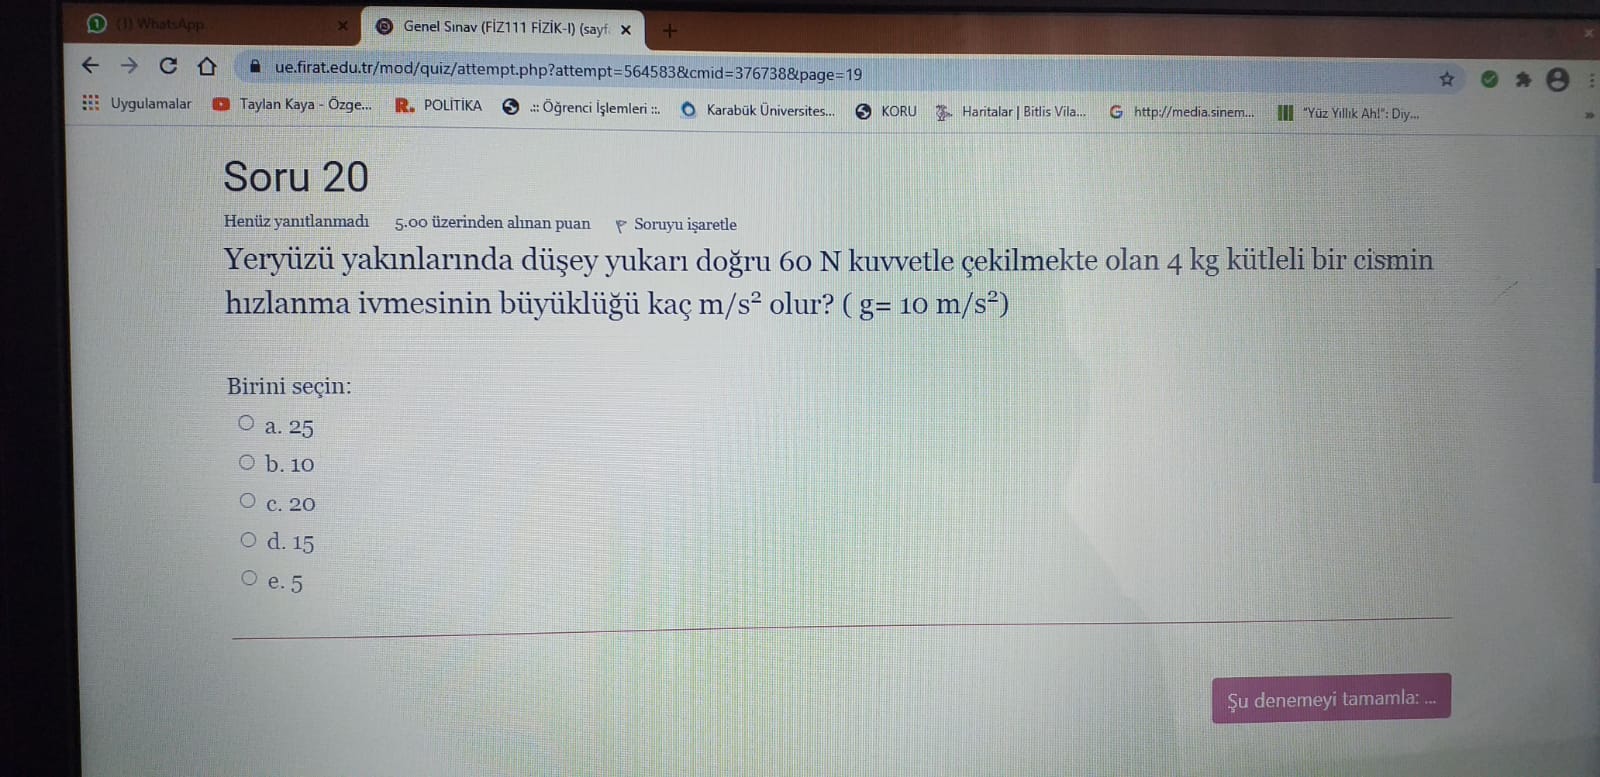 (1) WhatsApp
Genel Sınav (FİZ111 FİZİK-I) (sayf
ue.firat.edu.tr/mod/quiz/attempt.php?attempt=564583&cmid=376738&page=19
Uygulamalar Taylan Kaya - Özge... R. POLİTİKA .:: Öğrenci İşlemleri ::. Karabük Üniversites... KORU Haritalar | Bitlis Vila... G http://media.sinem... "Yüz Yıllık Ah!": Diy... »
Soru 20
Henüz yanıtlanmadı 5.00 üzerinden alınan puan Soruyu işaretle
Yeryüzü yakınlarında düşey yukarı doğru 60 N kuvvetle çekilmekte olan 4 kg kütleli bir cismin
hızlanma ivmesinin büyüklüğü kaç m/s² olur? ( g= 10 m/s²)
Birini seçin:
a. 25
b. 10
c. 20
d. 15
e. 5
Şu denemeyi tamamla: ...